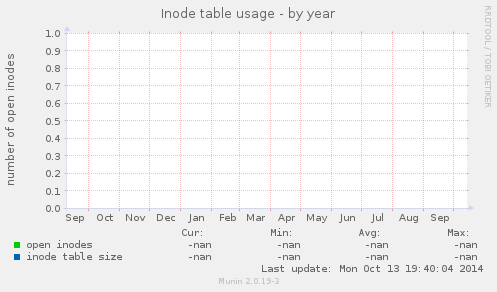 Inode table usage - by year
RRDTOOL / TOBI OETIKER
number of open inodes
1.0
0.9
0.8
0.7
0.6
0.5
0.4
0.3
0.2
0.1
0.0
Sep Oct Nov Dec Jan Feb Mar Apr May Jun Jul Aug Sep
Cur: Min: Avg: Max:
open inodes -nan -nan -nan -nan
inode table size -nan -nan -nan -nan
Last update: Mon Oct 13 19:40:04 2014
Munin 2.0.19-3